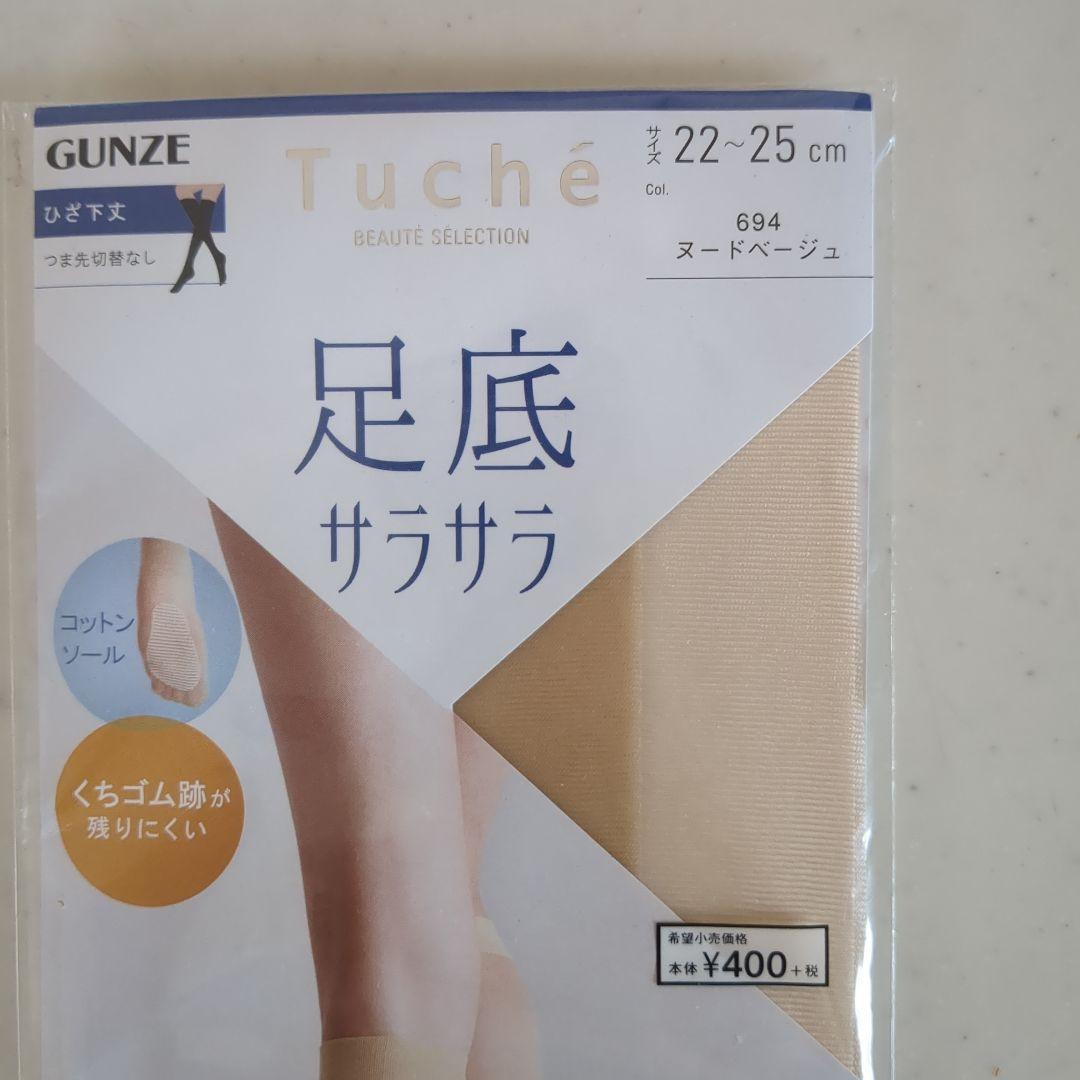 GUNZE
ひざ下丈
つま先切替なし
Tuché
BEAUTÉ SÉLECTION
サイズ 22~25 cm
Col.
694
ヌードベージュ
足底
サラサラ
コットン
ソール
くちゴム跡が
残りにくい
希望小売価格
本体 ¥400+税